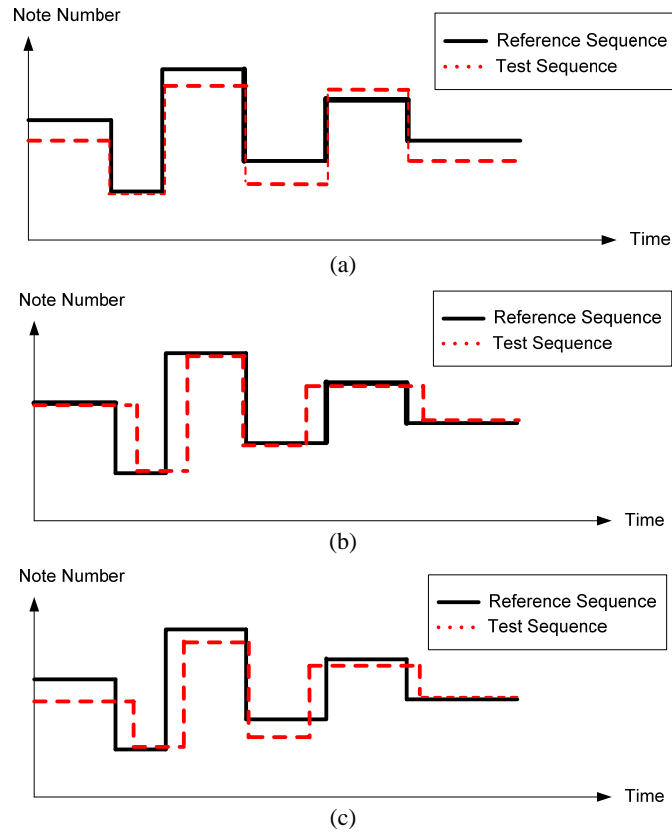 Note Number
Reference Sequence
Test Sequence
Time
(a)
Note Number
Reference Sequence
Test Sequence
Time
(b)
Note Number
Reference Sequence
Test Sequence
Time
(c)